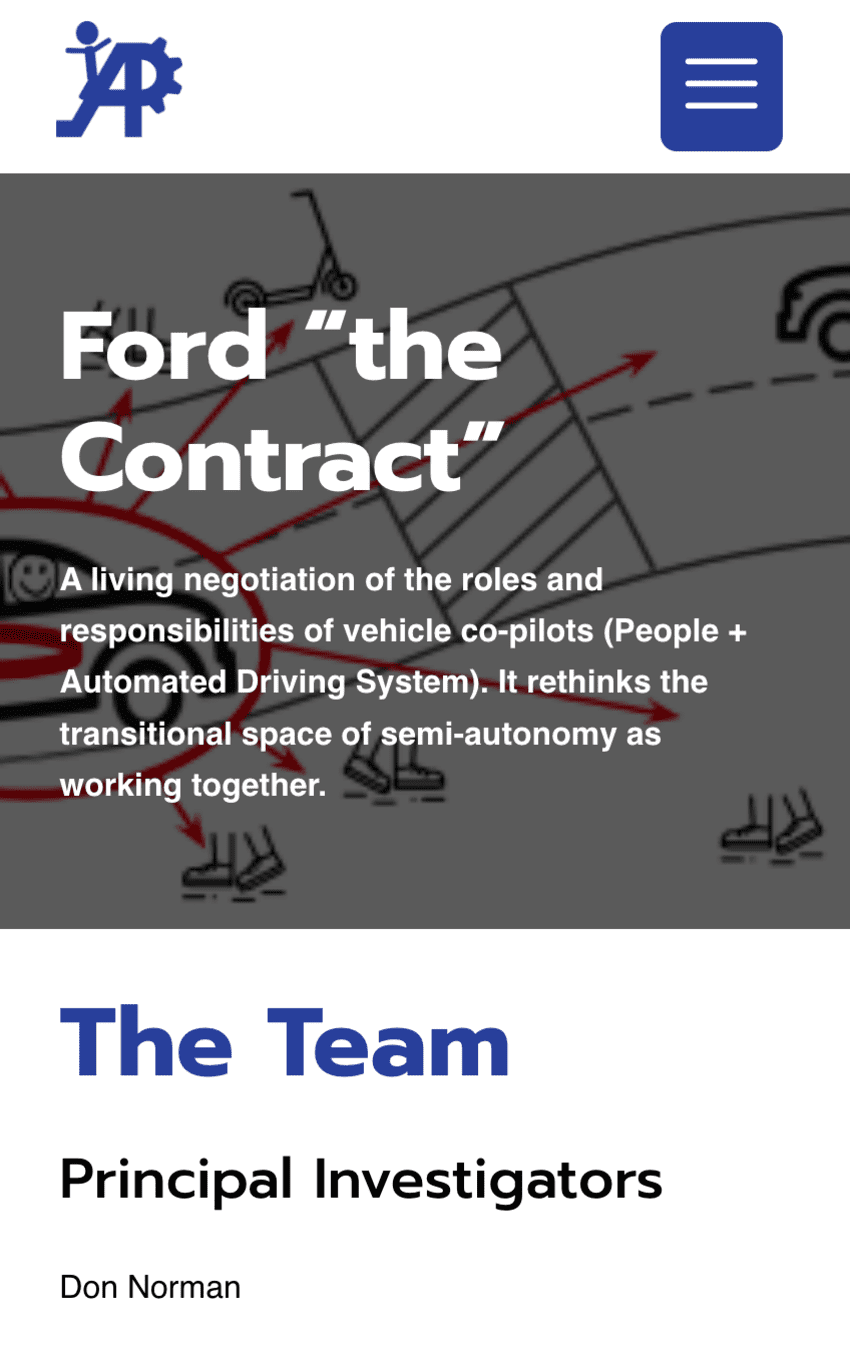 Ford “the
Contract”
A living negotiation of the roles and
responsibilities of vehicle co-pilots (People +
Automated Driving System). It rethinks the
transitional space of semi-autonomy as
working together.
The Team
Principal Investigators
Don Norman